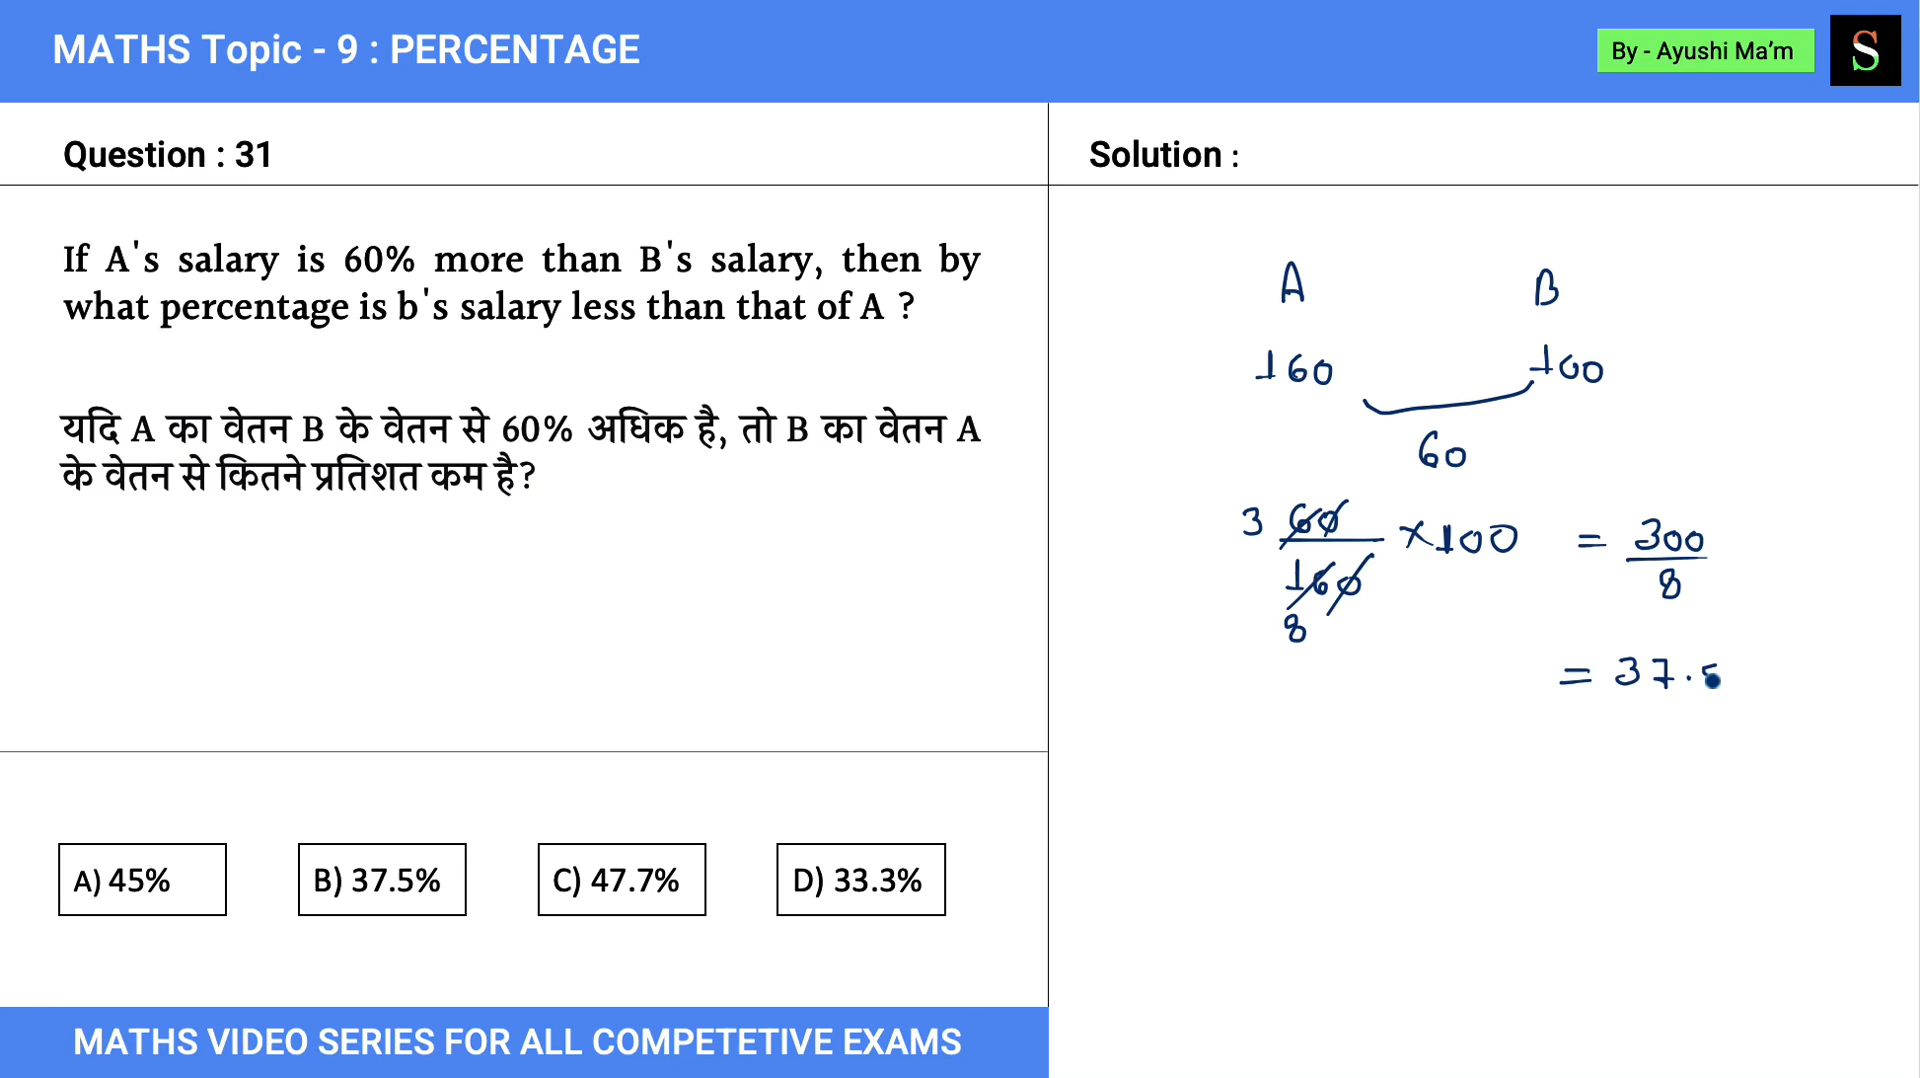 MATHS Topic - 9 : PERCENTAGE
By - Ayushi Ma’m
S
Question : 31
Solution :
If A's salary is 60% more than B's salary, then by
what percentage is b's salary less than that of A ?
यदि A का वेतन B के वेतन से 60% अधिक है, तो B का वेतन A
के वेतन से कितने प्रतिशत कम है?
A) 45%
B) 37.5%
C) 47.7%
D) 33.3%
MATHS VIDEO SERIES FOR ALL COMPETETIVE EXAMS
A B
160 100
60
3 60 ×100 = 300
160 8
8
= 37.5